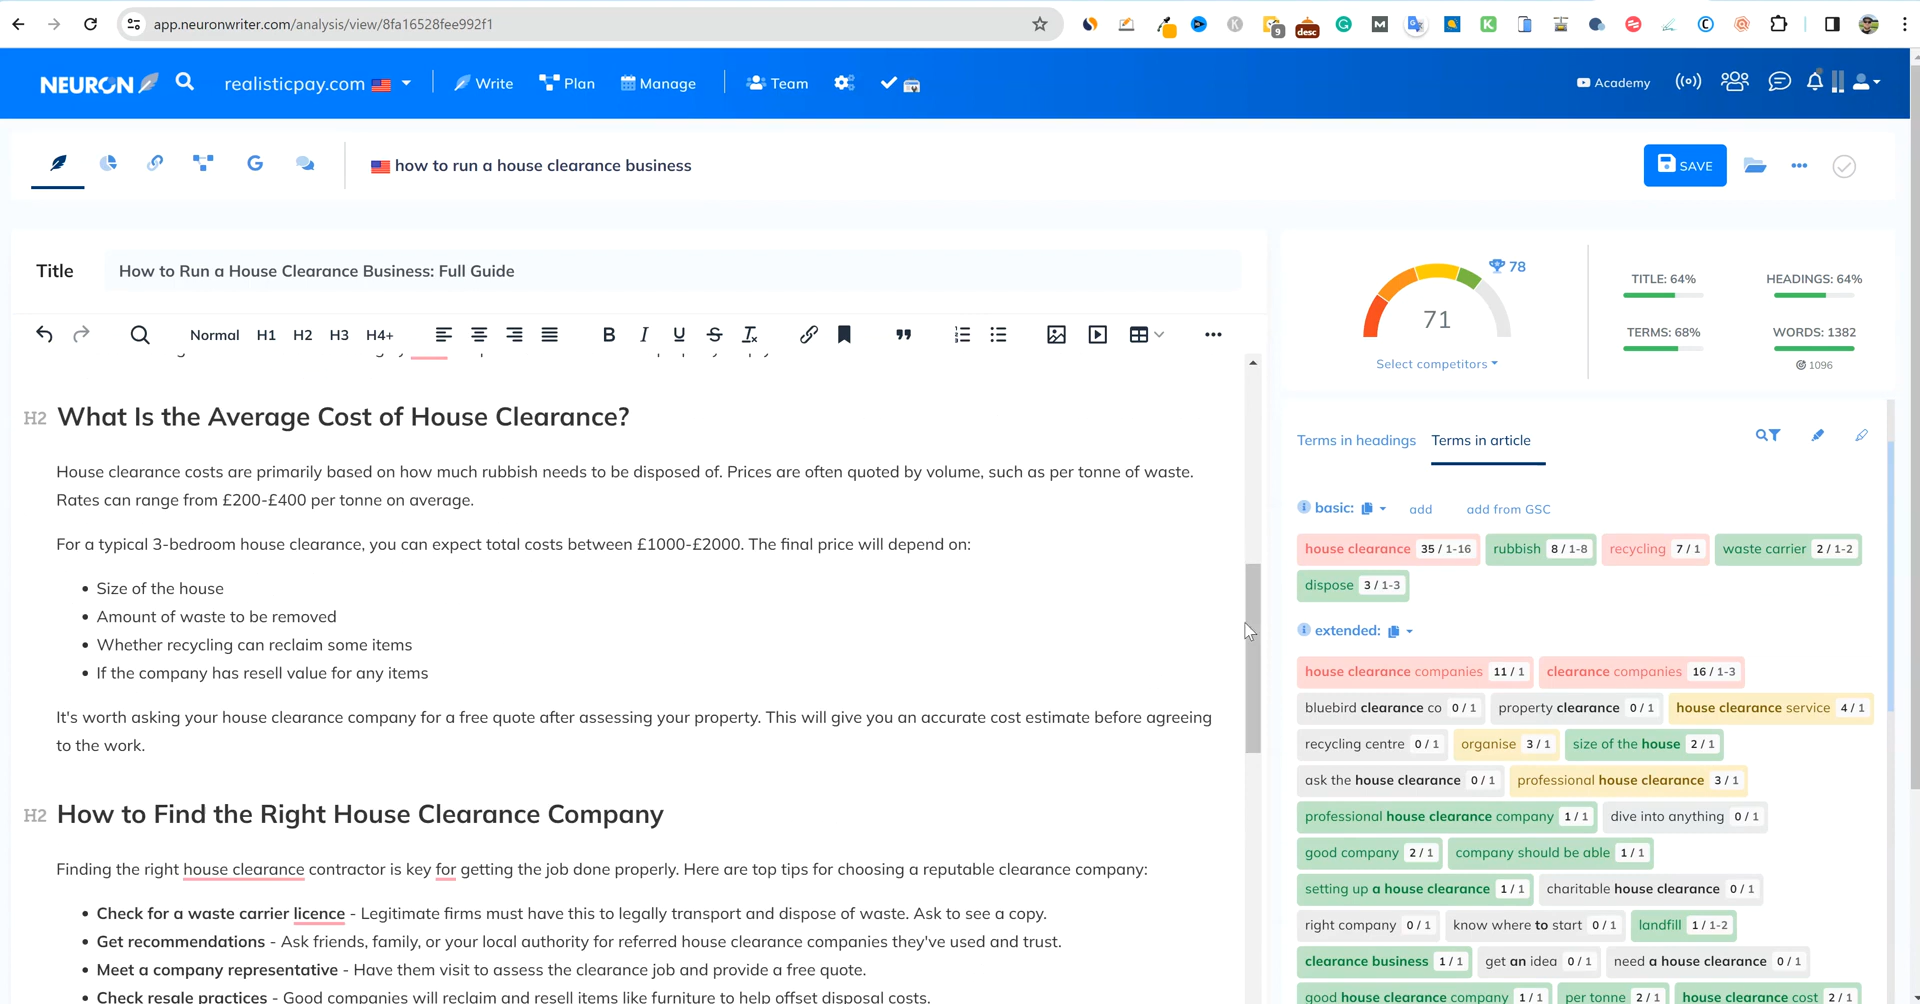 app.neuronwriter.com/analysis/view/8fa16528fee992f1
9
desc
NEURON
realisticpay.com
Write
Plan
Manage
Team
Academy
how to run a house clearance business
SAVE
Title
How to Run a House Clearance Business: Full Guide
Normal H1 H2 H3 H4+
H2 What Is the Average Cost of House Clearance?
House clearance costs are primarily based on how much rubbish needs to be disposed of. Prices are often quoted by volume, such as per tonne of waste.
Rates can range from £200-£400 per tonne on average.
For a typical 3-bedroom house clearance, you can expect total costs between £1000-£2000. The final price will depend on:
• Size of the house
• Amount of waste to be removed
• Whether recycling can reclaim some items
• If the company has resell value for any items
It's worth asking your house clearance company for a free quote after assessing your property. This will give you an accurate cost estimate before agreeing
to the work.
H2 How to Find the Right House Clearance Company
Finding the right house clearance contractor is key for getting the job done properly. Here are top tips for choosing a reputable clearance company:
• Check for a waste carrier licence - Legitimate firms must have this to legally transport and dispose of waste. Ask to see a copy.
• Get recommendations - Ask friends, family, or your local authority for referred house clearance companies they've used and trust.
• Meet a company representative - Have them visit to assess the clearance job and provide a free quote.
• Check resale practices - Good companies will reclaim and resell items like furniture to help offset disposal costs.
78
71
Select competitors
TITLE: 64% HEADINGS: 64%
TERMS: 68% WORDS: 1382
1096
Terms in headings Terms in article
basic: add add from GSC
house clearance 35 / 1-16 rubbish 8 / 1-8 recycling 7 / 1 waste carrier 2 / 1-2
dispose 3 / 1-3
extended:
house clearance companies 11 / 1 clearance companies 16 / 1-3
bluebird clearance co 0 / 1 property clearance 0 / 1 house clearance service 4 / 1
recycling centre 0 / 1 organise 3 / 1 size of the house 2 / 1
ask the house clearance 0 / 1 professional house clearance 3 / 1
professional house clearance company 1 / 1 dive into anything 0 / 1
good company 2 / 1 company should be able 1 / 1
setting up a house clearance 1 / 1 charitable house clearance 0 / 1
right company 0 / 1 know where to start 0 / 1 landfill 1 / 1-2
clearance business 1 / 1 get an idea 0 / 1 need a house clearance 0 / 1
good house clearance company 1 / 1 per tonne 2 / 1 house clearance cost 2 / 1